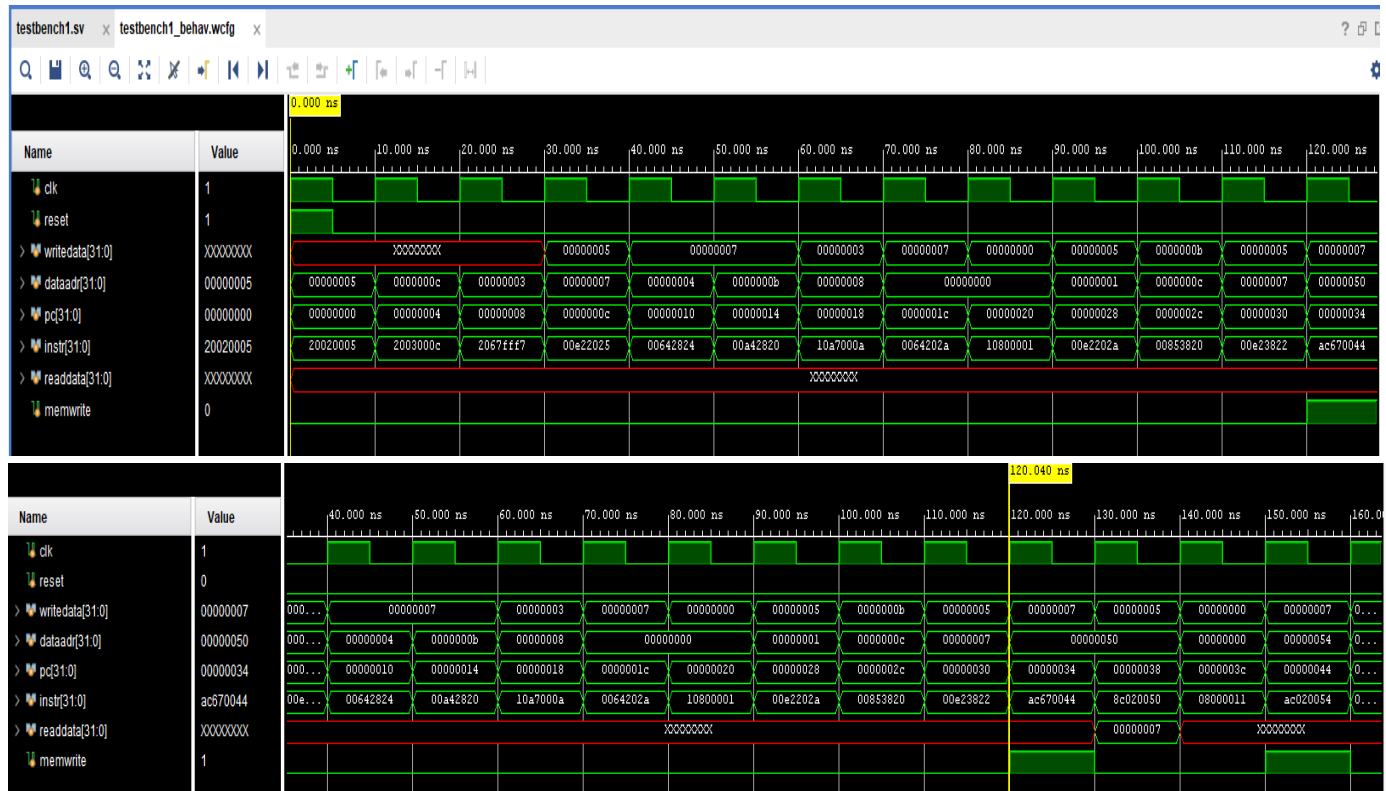 testbench1.sv × testbench1_behav.wcfg ×
?
0.000 ns
Name Value 0.000 ns 10.000 ns 20.000 ns 30.000 ns 40.000 ns 50.000 ns 60.000 ns 70.000 ns 80.000 ns 90.000 ns 100.000 ns 110.000 ns 120.000 ns
clk 1
reset 1
writedata[31:0] XXXXXXXX XXXXXXXX 00000005 00000007 00000003 00000007 00000000 00000005 0000000b 00000005 00000007
dataadr[31:0] 00000005 00000005 0000000c 00000003 00000007 00000004 0000000b 00000008 00000000 00000001 0000000c 00000007 00000050
pc[31:0] 00000000 00000000 00000004 00000008 0000000c 00000010 00000014 00000018 0000001c 00000020 00000028 0000002c 00000030 00000034
instr[31:0] 20020005 20020005 2003000c 2067fff7 00e22025 00642824 00a42820 10a7000a 0064202a 10800001 00e2202a 00853820 00e23822 ac670044
readdata[31:0] XXXXXXXX XXXXXXXX
memwrite 0
120.040 ns
Name Value 40.000 ns 50.000 ns 60.000 ns 70.000 ns 80.000 ns 90.000 ns 100.000 ns 110.000 ns 120.000 ns 130.000 ns 140.000 ns 150.000 ns 160.0
clk 1
reset 0
writedata[31:0] 00000007 000... 00000007 00000003 00000007 00000000 00000005 0000000b 00000005 00000007 00000005 00000000 00000007 0...
dataadr[31:0] 00000050 000... 00000004 0000000b 00000008 00000000 00000001 0000000c 00000007 00000050 00000000 00000054 0...
pc[31:0] 00000034 000... 00000010 00000014 00000018 0000001c 00000020 00000028 0000002c 00000030 00000034 00000038 0000003c 00000044 0...
instr[31:0] ac670044 00e... 00642824 00a42820 10a7000a 0064202a 10800001 00e2202a 00853820 00e23822 ac670044 8c020050 08000011 ac020054 0...
readdata[31:0] XXXXXXXX XXXXXXXX 00000007 XXXXXXXX
memwrite 1